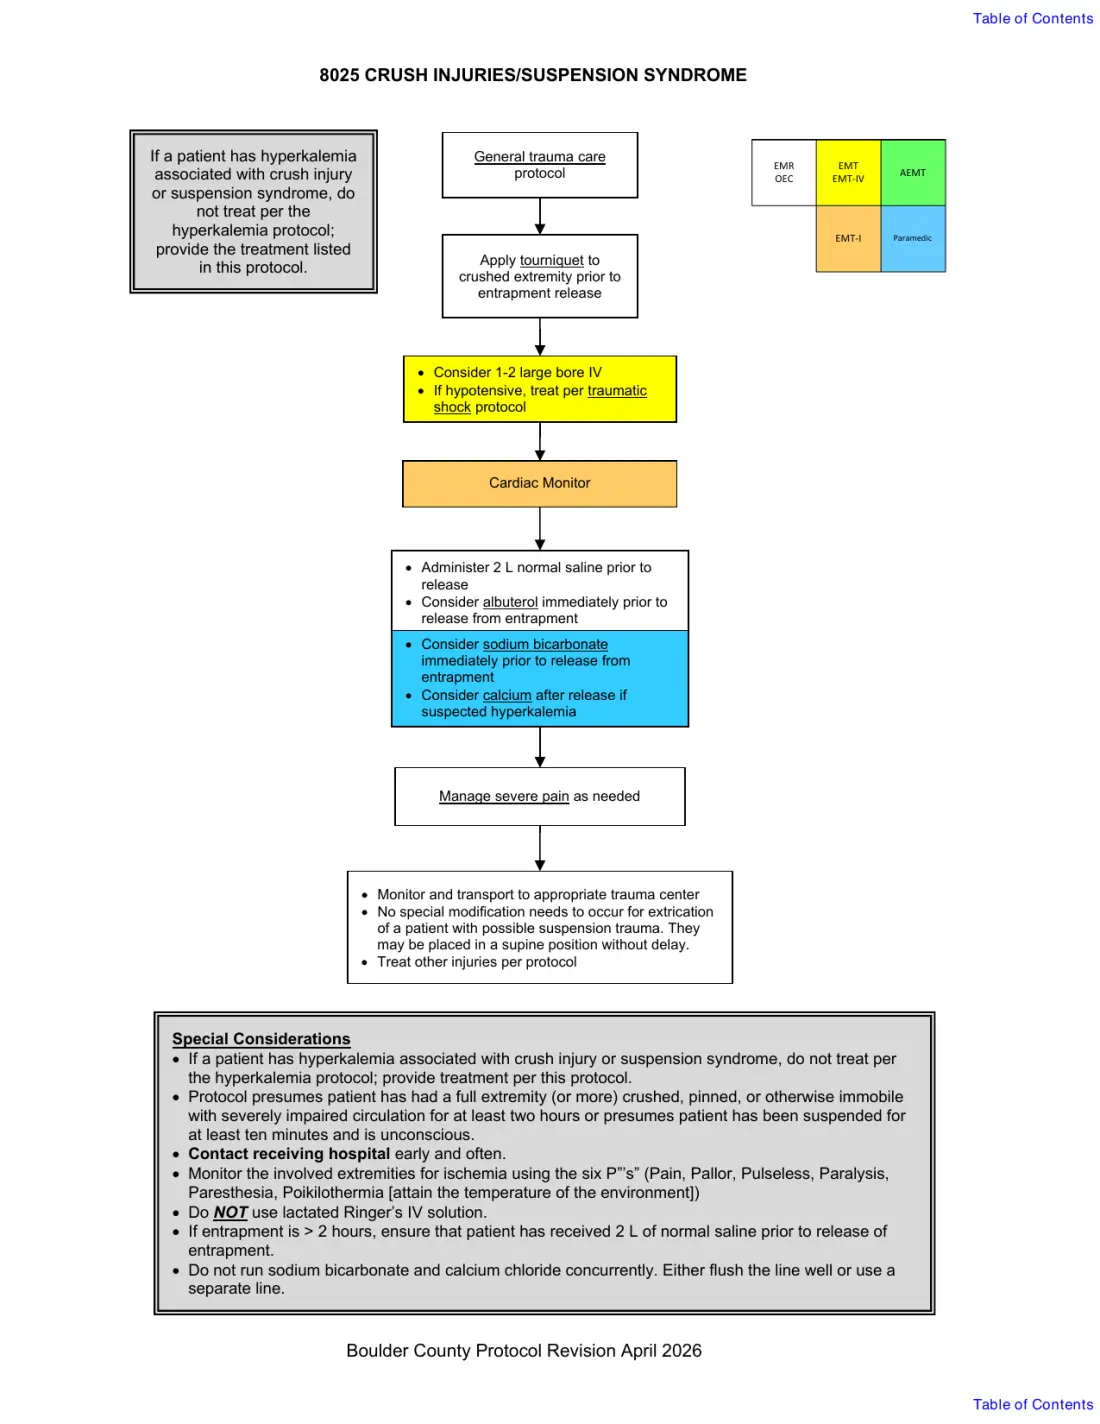 Table of Contents
8025 CRUSH INJURIES/SUSPENSION SYNDROME
If a patient has hyperkalemia
associated with crush injury
or suspension syndrome, do
not treat per the
hyperkalemia protocol;
provide the treatment listed
in this protocol.
General trauma care
protocol
EMR
OEC
EMT
EMT-IV
AEMT
EMT-I
Paramedic
Apply tourniquet to
crushed extremity prior to
entrapment release
• Consider 1-2 large bore IV
• If hypotensive, treat per traumatic
shock protocol
Cardiac Monitor
• Administer 2 L normal saline prior to
release
• Consider albuterol immediately prior to
release from entrapment
• Consider sodium bicarbonate
immediately prior to release from
entrapment
• Consider calcium after release if
suspected hyperkalemia
Manage severe pain as needed
• Monitor and transport to appropriate trauma center
• No special modification needs to occur for extrication
of a patient with possible suspension trauma. They
may be placed in a supine position without delay.
• Treat other injuries per protocol
Special Considerations
• If a patient has hyperkalemia associated with crush injury or suspension syndrome, do not treat per
the hyperkalemia protocol; provide treatment per this protocol.
• Protocol presumes patient has had a full extremity (or more) crushed, pinned, or otherwise immobile
with severely impaired circulation for at least two hours or presumes patient has been suspended for
at least ten minutes and is unconscious.
• Contact receiving hospital early and often.
• Monitor the involved extremities for ischemia using the six P”’s” (Pain, Pallor, Pulseless, Paralysis,
Paresthesia, Poikilothermia [attain the temperature of the environment])
• Do NOT use lactated Ringer’s IV solution.
• If entrapment is > 2 hours, ensure that patient has received 2 L of normal saline prior to release of
entrapment.
• Do not run sodium bicarbonate and calcium chloride concurrently. Either flush the line well or use a
separate line.
Boulder County Protocol Revision April 2026
Table of Contents